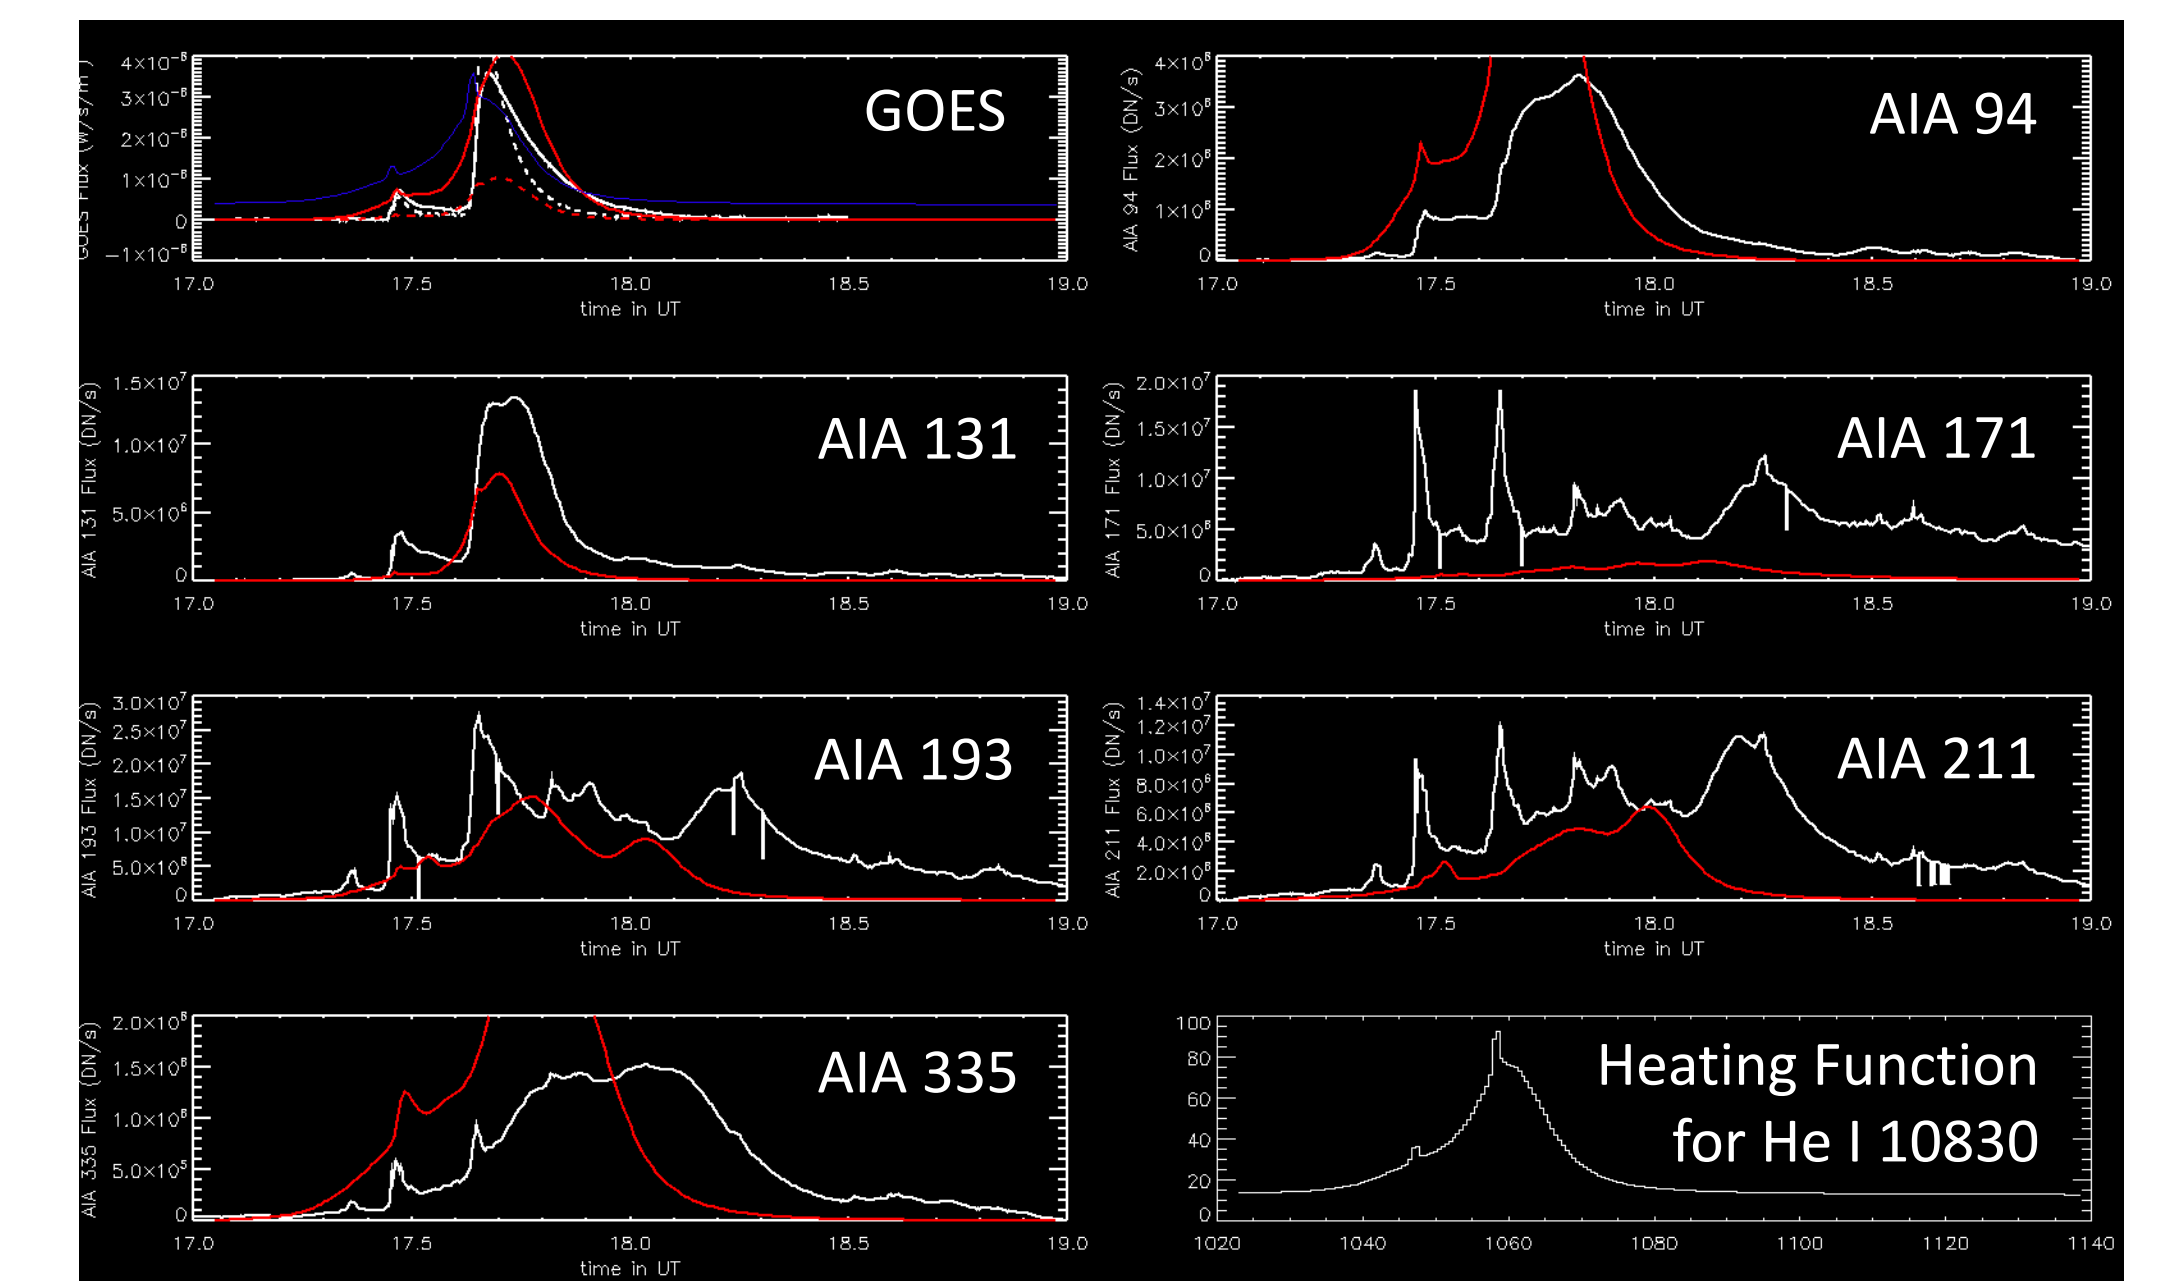 GOES Flux (W/s/m )
4×10⁻⁶
3×10⁻⁶
2×10⁻⁶
1×10⁻⁶
0
−1×10⁻⁶
GOES
17.0 17.5 18.0 18.5 19.0
time in UT
AIA 94 Flux (DN/s)
4×10⁶
3×10⁶
2×10⁶
1×10⁶
0
AIA 94
17.0 17.5 18.0 18.5 19.0
time in UT
AIA 131 Flux (DN/s)
1.5×10⁷
1.0×10⁷
5.0×10⁶
0
AIA 131
17.0 17.5 18.0 18.5 19.0
time in UT
AIA 171 Flux (DN/s)
2.0×10⁷
1.5×10⁷
1.0×10⁷
5.0×10⁶
0
AIA 171
17.0 17.5 18.0 18.5 19.0
time in UT
AIA 193 Flux (DN/s)
3.0×10⁷
2.5×10⁷
2.0×10⁷
1.5×10⁷
1.0×10⁷
5.0×10⁶
0
AIA 193
17.0 17.5 18.0 18.5 19.0
time in UT
AIA 211 Flux (DN/s)
1.4×10⁷
1.2×10⁷
1.0×10⁷
8.0×10⁶
6.0×10⁶
4.0×10⁶
2.0×10⁶
0
AIA 211
17.0 17.5 18.0 18.5 19.0
time in UT
AIA 335 Flux (DN/s)
2.0×10⁶
1.5×10⁶
1.0×10⁶
5.0×10⁵
0
AIA 335
17.0 17.5 18.0 18.5 19.0
time in UT
100
80
60
40
20
0
Heating Function
for He I 10830
1020 1040 1060 1080 1100 1120 1140